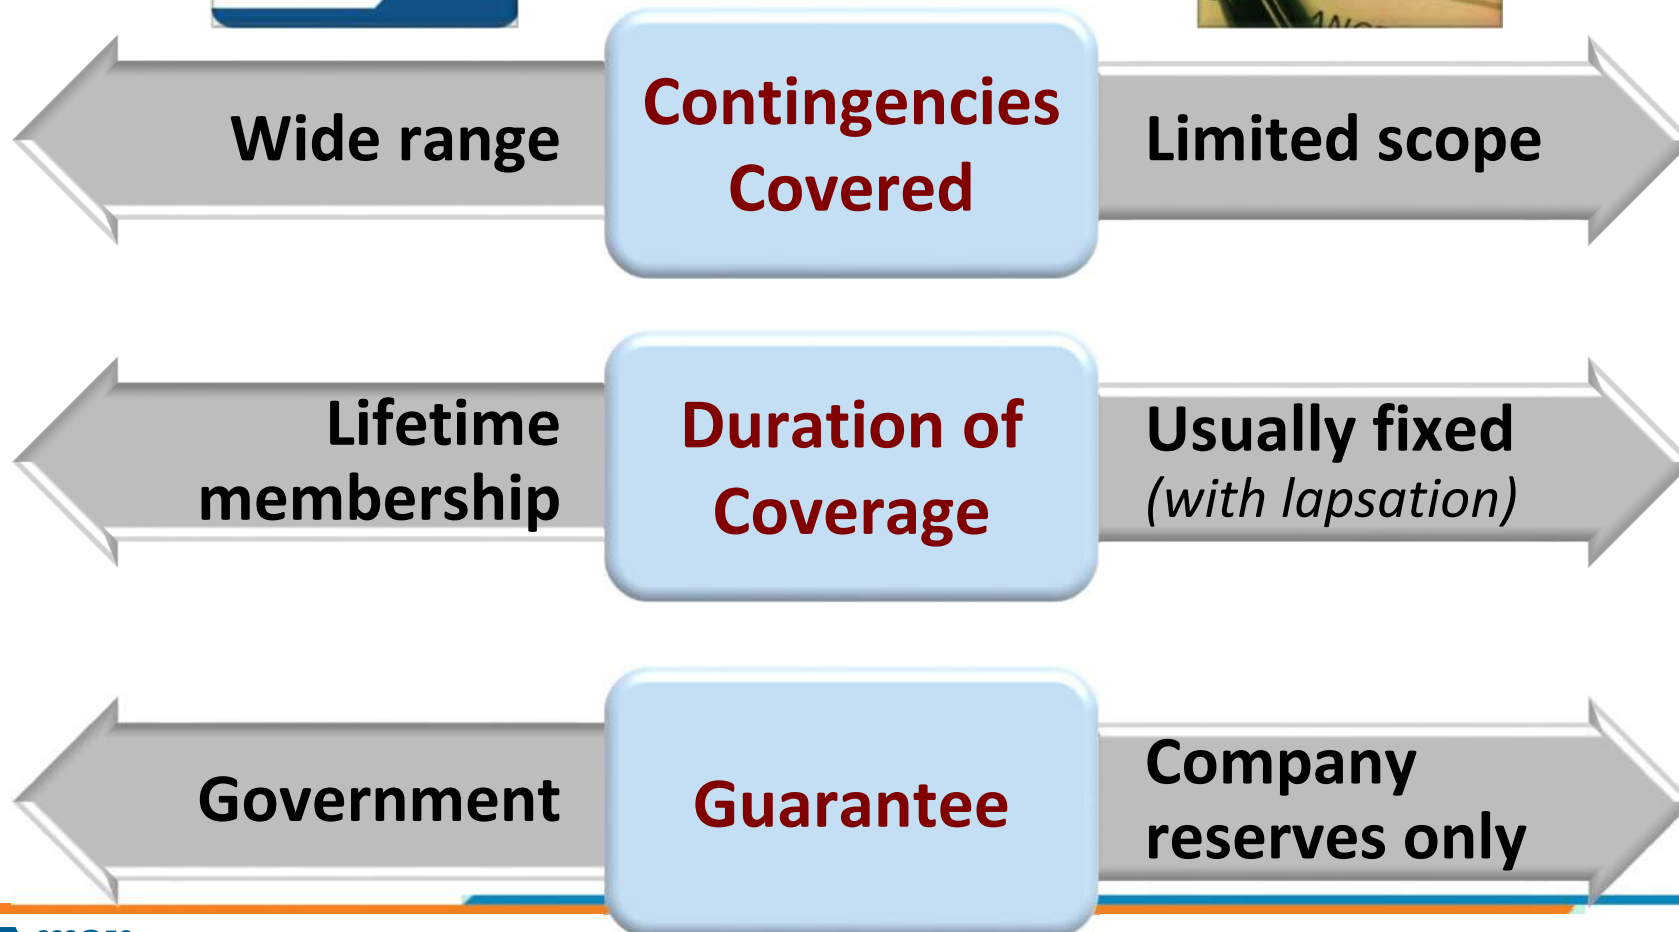 Wide range
Contingencies
Covered
Limited scope
Lifetime
membership
Duration of
Coverage
Usually fixed
(with lapsation)
Government
Guarantee
Company
reserves only